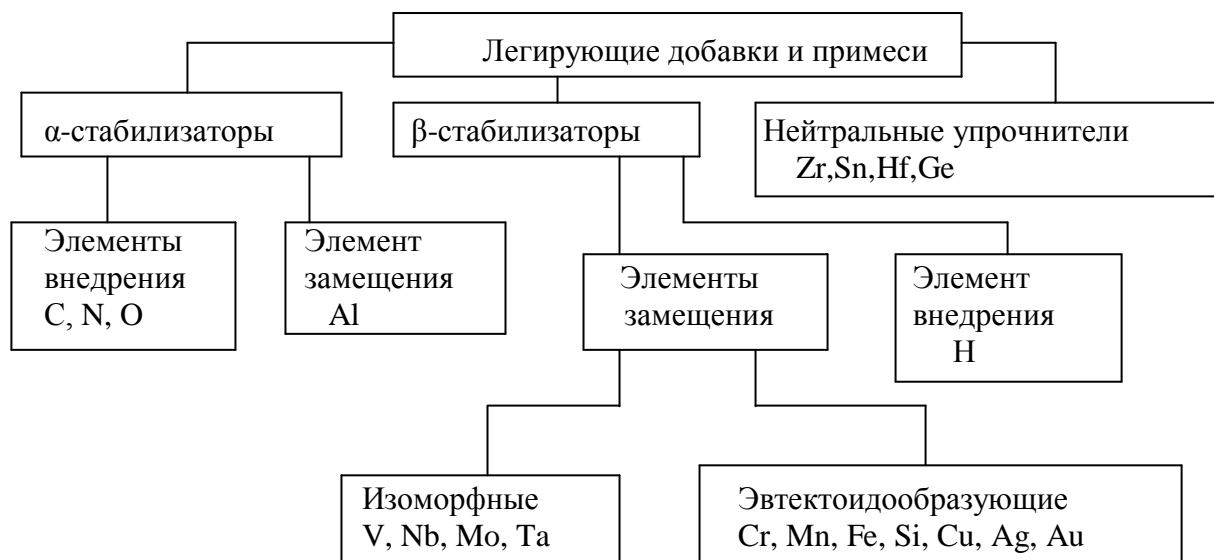 Легирующие добавки и примеси
α-стабилизаторы
β-стабилизаторы
Нейтральные упрочнители
Zr,Sn,Hf,Ge
Элементы
внедрения
C, N, O
Элемент
замещения
Al
Элементы
замещения
Элемент
внедрения
H
Изоморфные
V, Nb, Mo, Ta
Эвтектоидообразующие
Cr, Mn, Fe, Si, Cu, Ag, Au